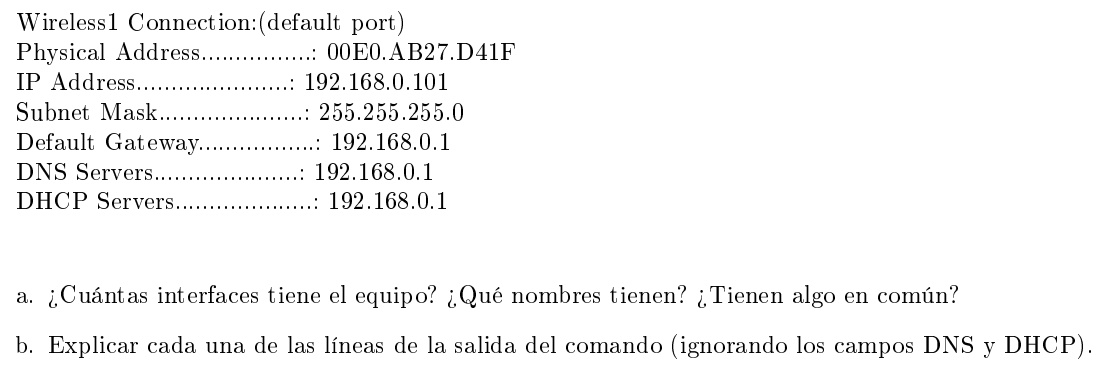 Wireless1 Connection:(default port)
Physical Address................: 00E0.AB27.D41F
IP Address......................: 192.168.0.101
Subnet Mask.....................: 255.255.255.0
Default Gateway.................: 192.168.0.1
DNS Servers.....................: 192.168.0.1
DHCP Servers....................: 192.168.0.1
a. ¿Cuántas interfaces tiene el equipo? ¿Qué nombres tienen? ¿Tienen algo en común?
b. Explicar cada una de las líneas de la salida del comando (ignorando los campos DNS y DHCP).